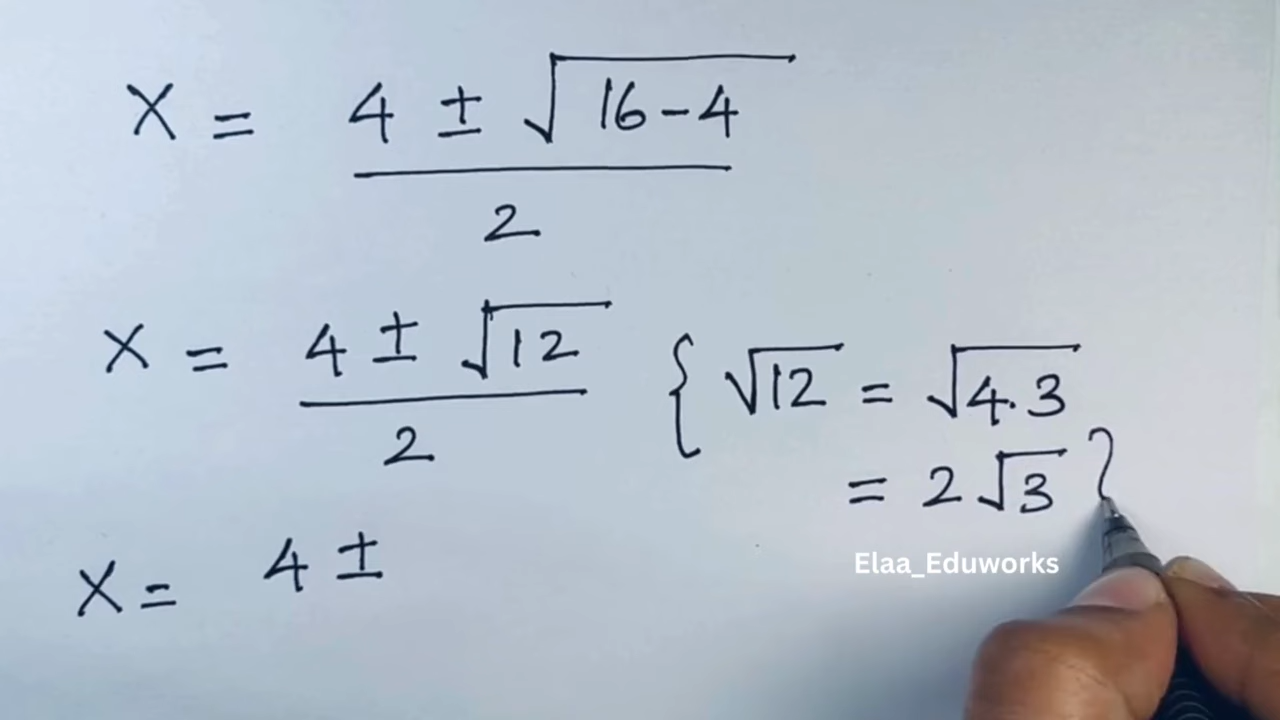 X = 4 ± √16-4
2
X = 4 ± √12
2
{ √12 = √4.3
= 2√3 }
X = 4 ±
Elaa_Eduworks